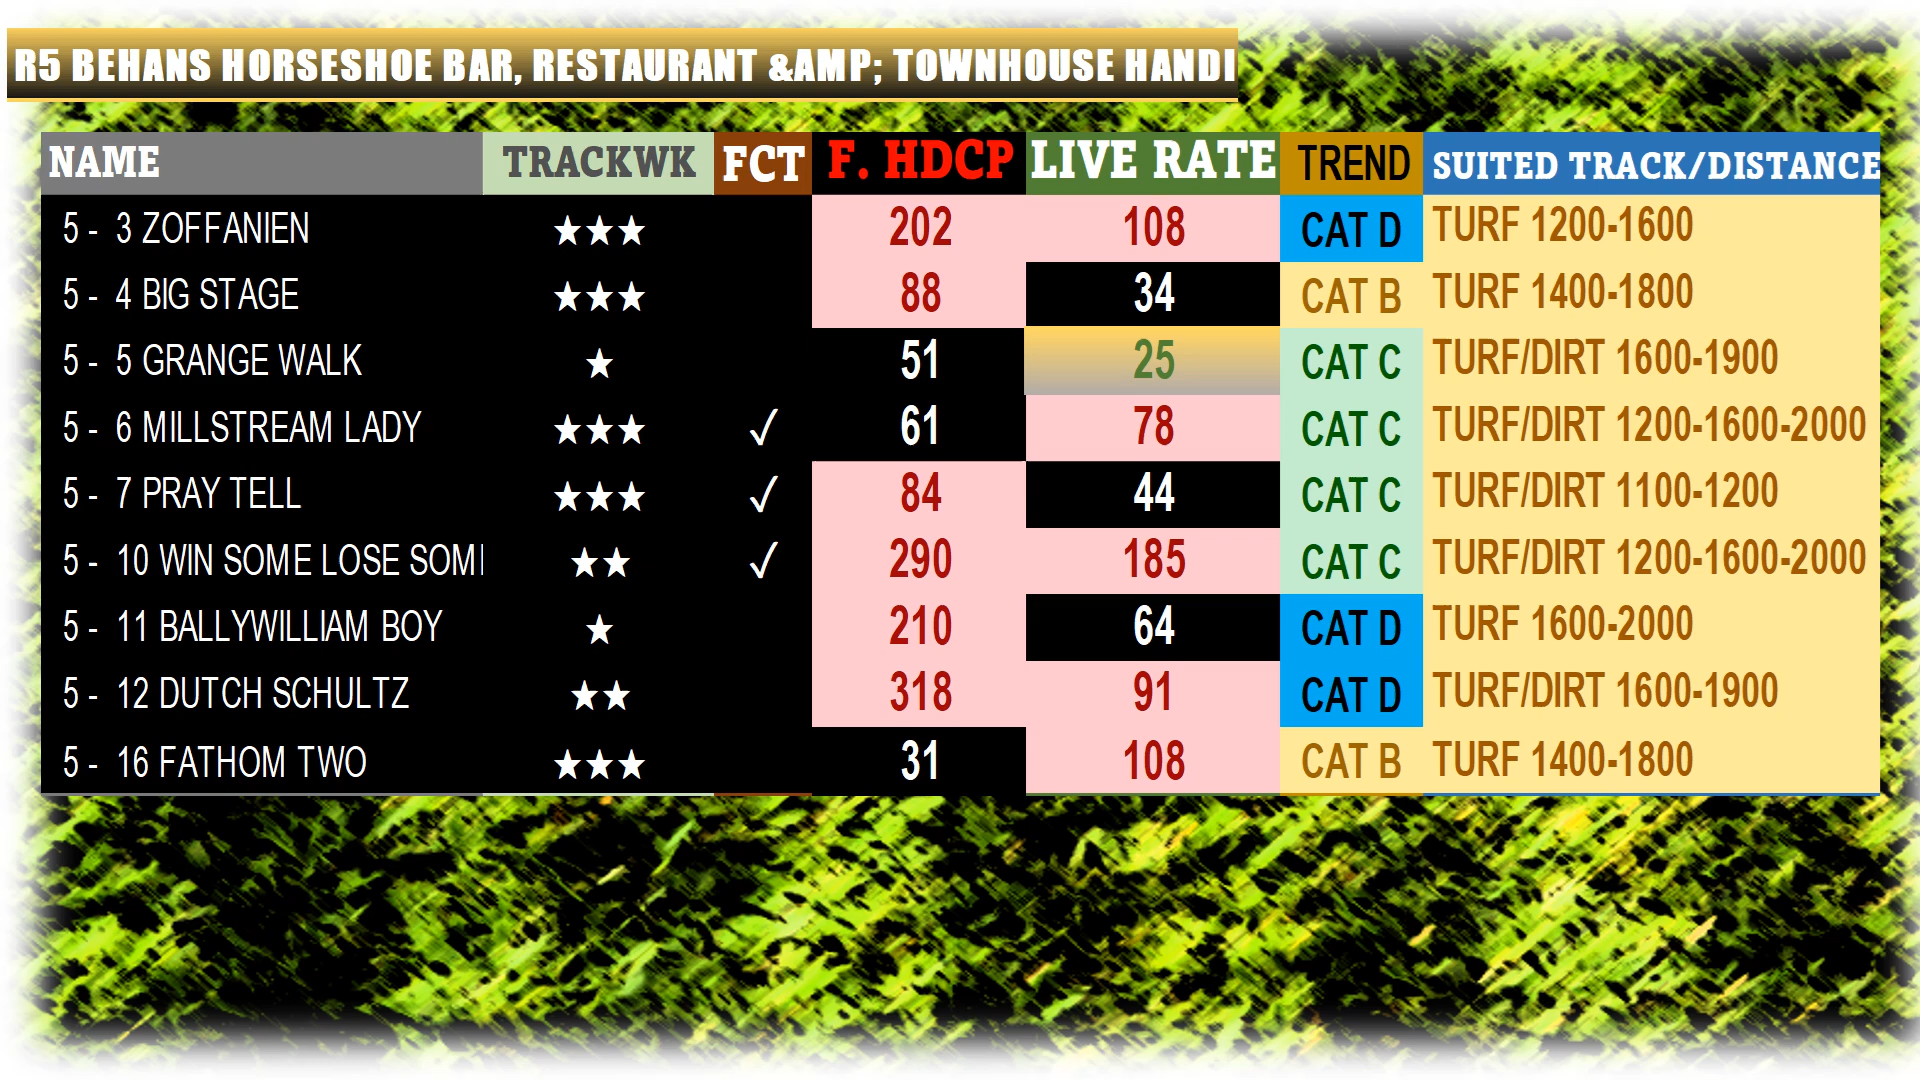 R5 BEHANS HORSESHOE BAR, RESTAURANT &AMP; TOWNHOUSE HANDI
NAME TRACKWK FCT F. HDCP LIVE RATE TREND SUITED TRACK/DISTANCE
5 - 3 ZOFFANIEN ★★★ 202 108 CAT D TURF 1200-1600
5 - 4 BIG STAGE ★★★ 88 34 CAT B TURF 1400-1800
5 - 5 GRANGE WALK ★ 51 25 CAT C TURF/DIRT 1600-1900
5 - 6 MILLSTREAM LADY ★★★ ✓ 61 78 CAT C TURF/DIRT 1200-1600-2000
5 - 7 PRAY TELL ★★★ ✓ 84 44 CAT C TURF/DIRT 1100-1200
5 - 10 WIN SOME LOSE SOM ★★ ✓ 290 185 CAT C TURF/DIRT 1200-1600-2000
5 - 11 BALLYWILLIAM BOY ★ 210 64 CAT D TURF 1600-2000
5 - 12 DUTCH SCHULTZ ★★ 318 91 CAT D TURF/DIRT 1600-1900
5 - 16 FATHOM TWO ★★★ 31 108 CAT B TURF 1400-1800